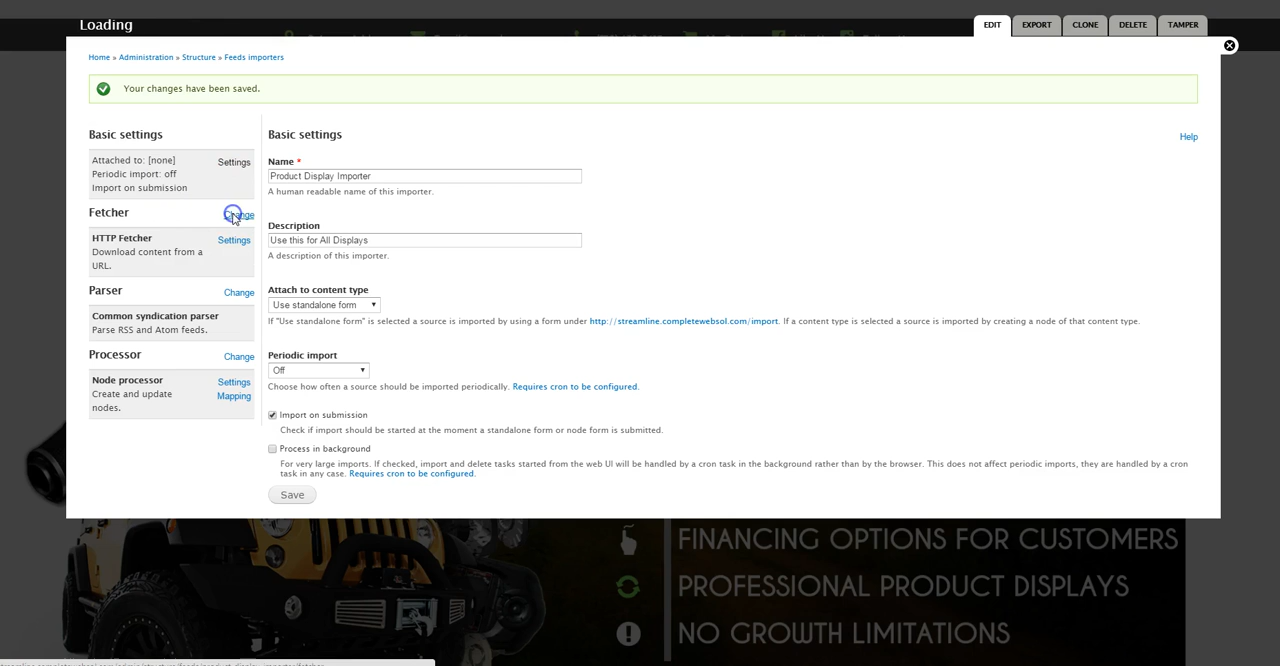 Loading
EDIT
EXPORT
CLONE
DELETE
TAMPER
Home » Administration » Structure » Feeds importers
Your changes have been saved.
Basic settings
Attached to: [none]
Settings
Periodic import: off
Import on submission
Fetcher
Change
HTTP Fetcher
Settings
Download content from a
URL.
Parser
Change
Common syndication parser
Parse RSS and Atom feeds.
Processor
Change
Node processor
Settings
Create and update
Mapping
nodes.
Basic settings
Help
Name *
Product Display Importer
A human readable name of this importer.
Description
Use this for All Displays
A description of this importer.
Attach to content type
Use standalone form
If "Use standalone form" is selected a source is imported by using a form under http://streamline.completewebsol.com/import. If a content type is selected a source is imported by creating a node of that content type.
Periodic import
Off
Choose how often a source should be imported periodically. Requires cron to be configured.
Import on submission
Check if import should be started at the moment a standalone form or node form is submitted.
Process in background
For very large imports. If checked, import and delete tasks started from the web UI will be handled by a cron task in the background rather than by the browser. This does not affect periodic imports, they are handled by a cron
task in any case. Requires cron to be configured.
Save
FINANCING OPTIONS FOR CUSTOMERS
PROFESSIONAL PRODUCT DISPLAYS
NO GROWTH LIMITATIONS